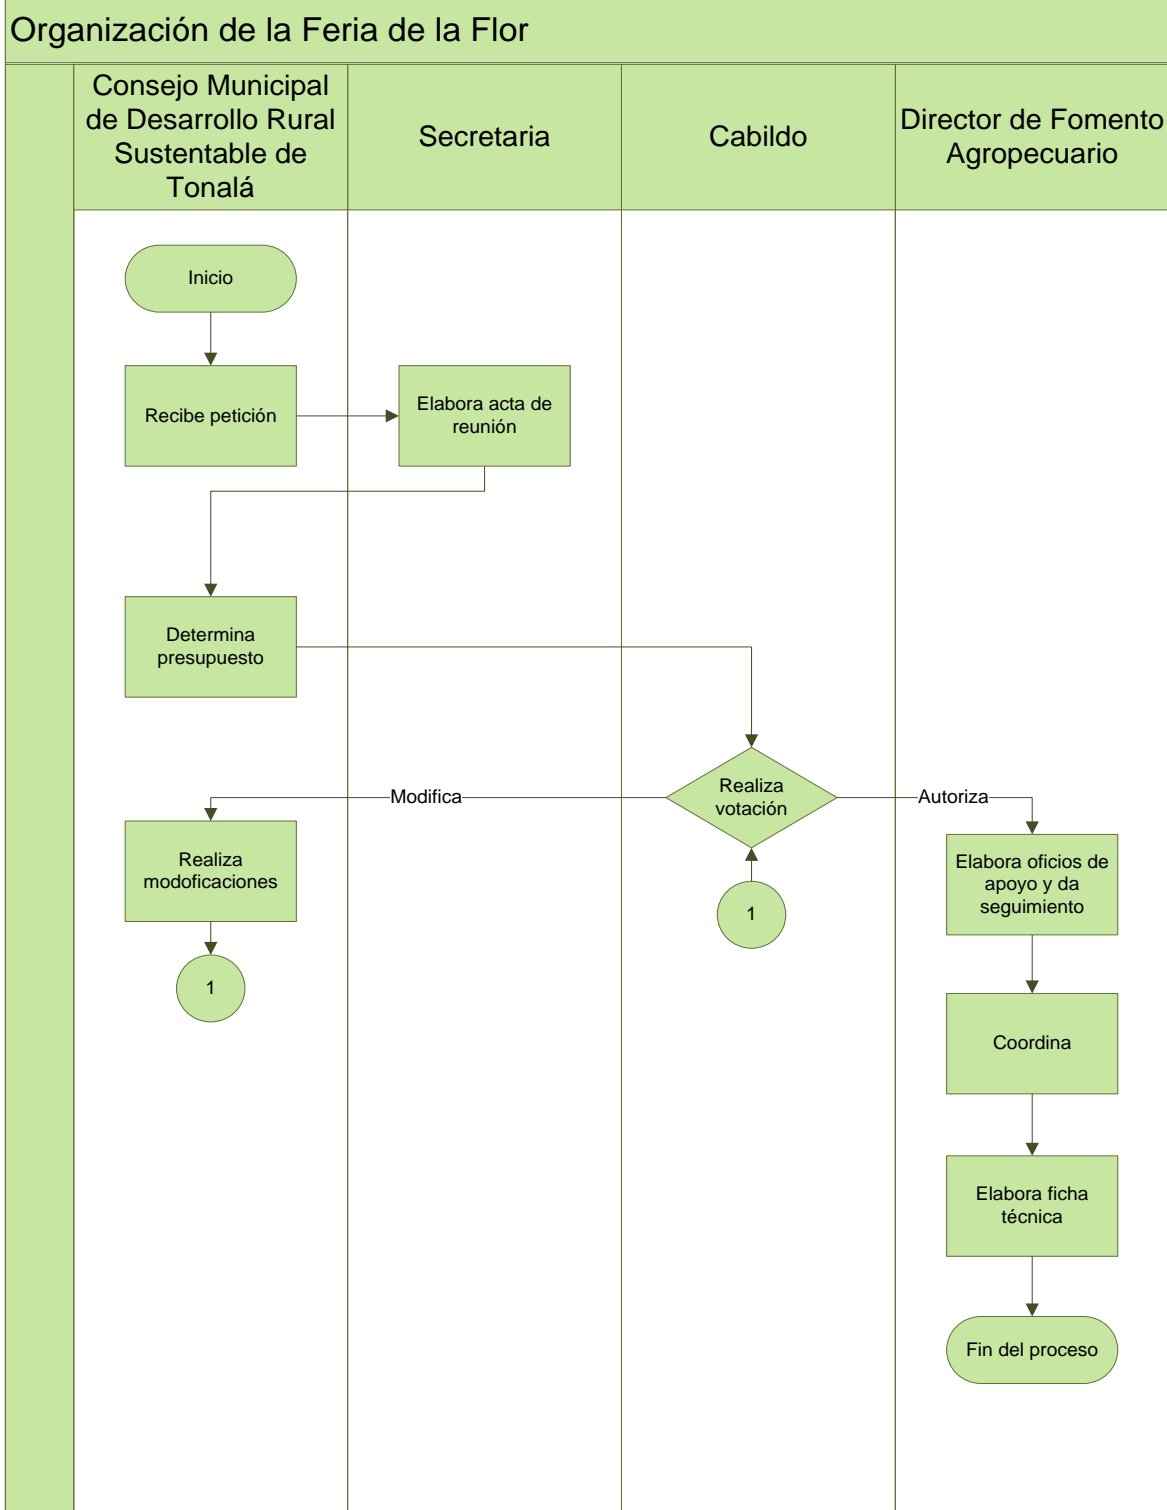 Organización de la Feria de la Flor
Consejo Municipal
de Desarrollo Rural
Sustentable de
Tonalá
Secretaria
Cabildo
Director de Fomento
Agropecuario
Inicio
Recibe petición
Elabora acta de
reunión
Determina
presupuesto
Realiza
votación
Modifica
Autoriza
Realiza
modoficaciones
1
1
Elabora oficios de
apoyo y da
seguimiento
Coordina
Elabora ficha
técnica
Fin del proceso